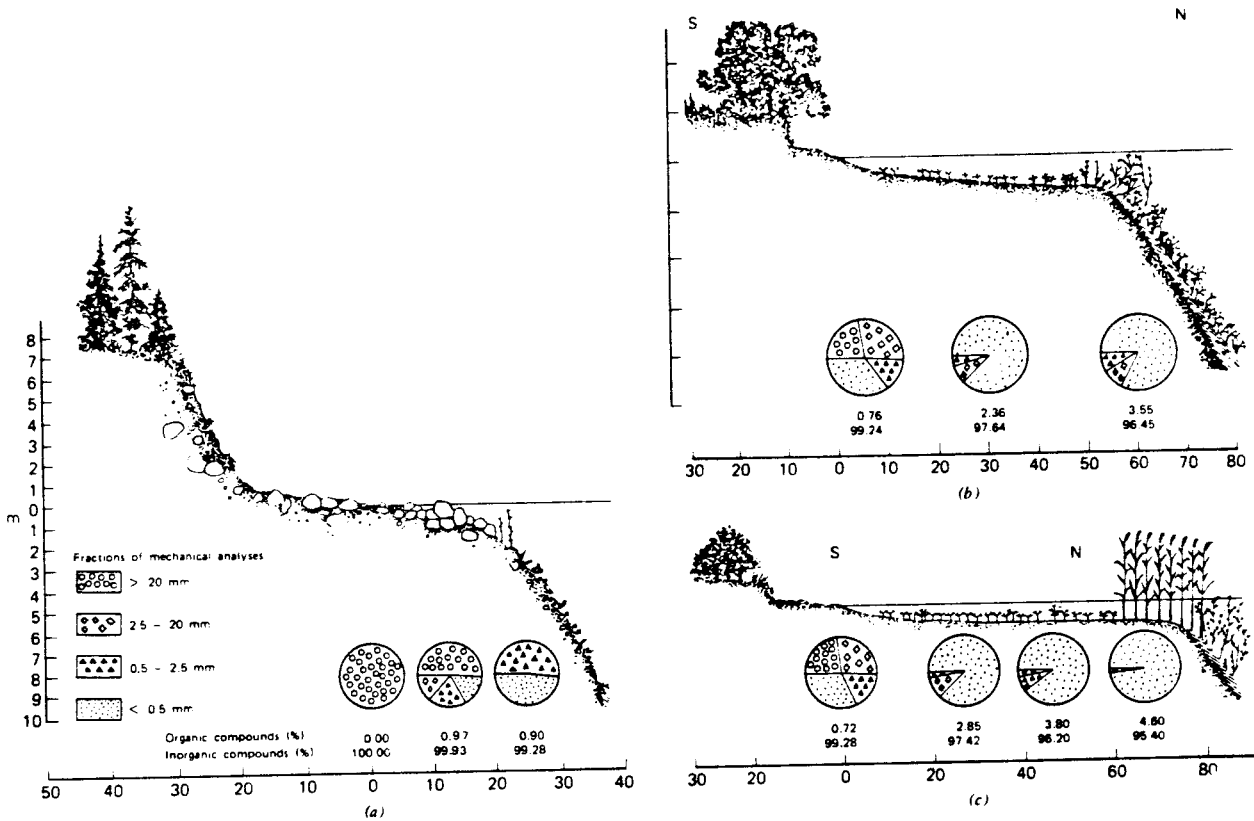 S N
8
7
6
5
4
3
2
1
0
m
1
2
3
4
5
6
7
8
9
10
Fractions of mechanical analyses
> 20 mm
2.5 – 20 mm
0.5 – 2.5 mm
< 0.5 mm
Organic compounds (%) 0.00 0.97 0.90
Inorganic compounds (%) 100.00 99.93 99.28
50 40 30 20 10 0 10 20 30 40
(a)
0.76 2.36 3.55
99.24 97.64 96.45
30 20 10 0 10 20 30 40 50 60 70 80
(b)
S N
0.72 2.85 3.80 4.60
99.28 97.42 96.20 95.40
30 20 0 20 40 60 80
(c)